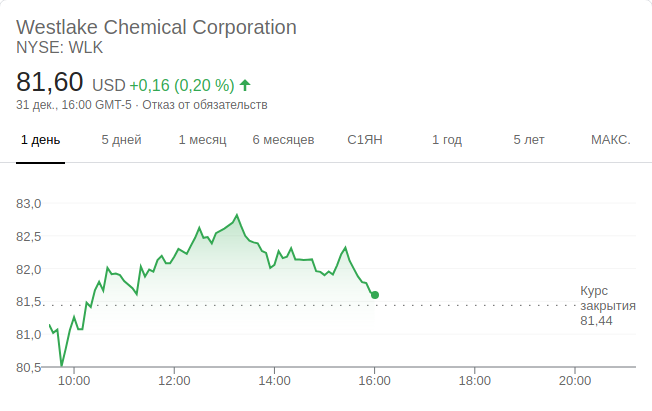 Westlake Chemical Corporation
NYSE: WLK
81,60 USD +0,16 (0,20 %)
31 дек., 16:00 GMT-5 · Отказ от обязательств
1 день 5 дней 1 месяц 6 месяцев С1ЯН 1 год 5 лет МАКС.
83,0
82,5
82,0
81,5
81,0
80,5
Курс
закрытия
81,44
10:00 12:00 14:00 16:00 18:00 20:00